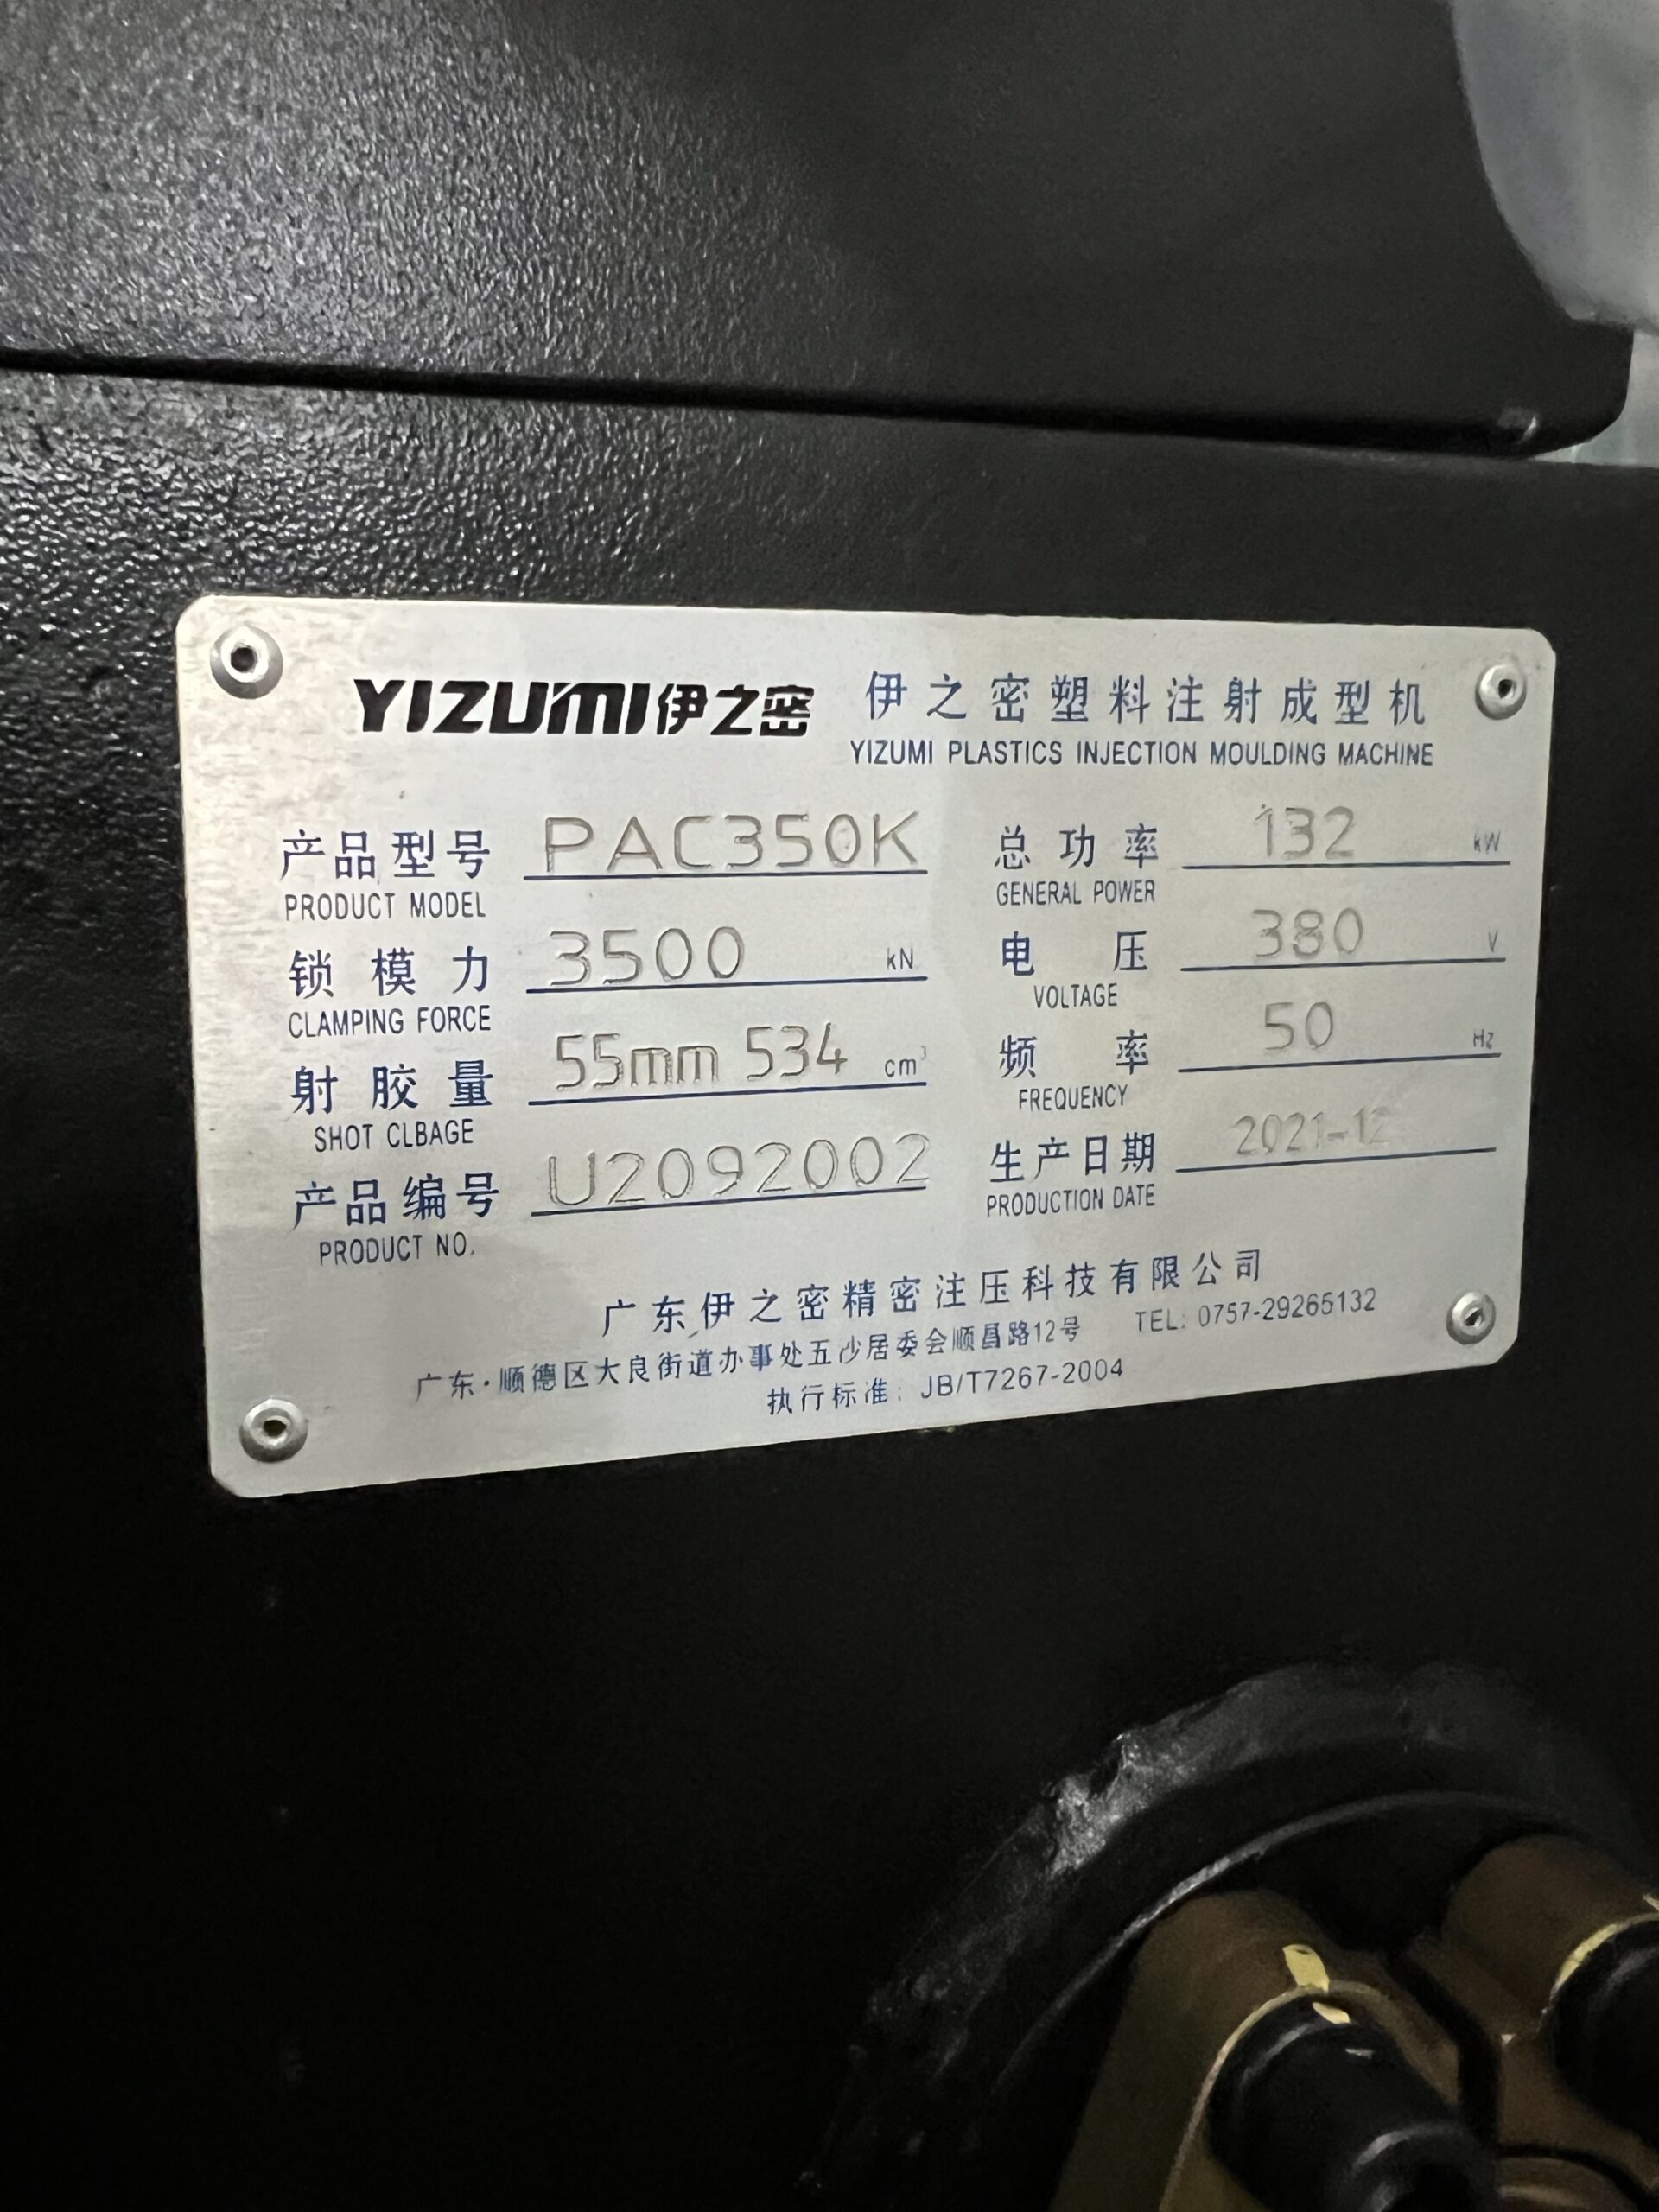 YIZUMI伊之密 伊之密塑料注射成型机
YIZUMI PLASTICS INJECTION MOULDING MACHINE
产品型号 PAC350K 总功率 132 kW
PRODUCT MODEL GENERAL POWER
锁模力 3500 kN 电压 380 V
CLAMPING FORCE VOLTAGE
射胶量 55mm 534 cm³ 频率 50 Hz
SHOT CLBAGE FREQUENCY
产品编号 U2092002 生产日期 2021-12
PRODUCT NO. PRODUCTION DATE
广东伊之密精密注压科技有限公司
广东·顺德区大良街道办事处五沙居委会顺昌路12号 TEL: 0757-29265132
执行标准: JB/T7267-2004